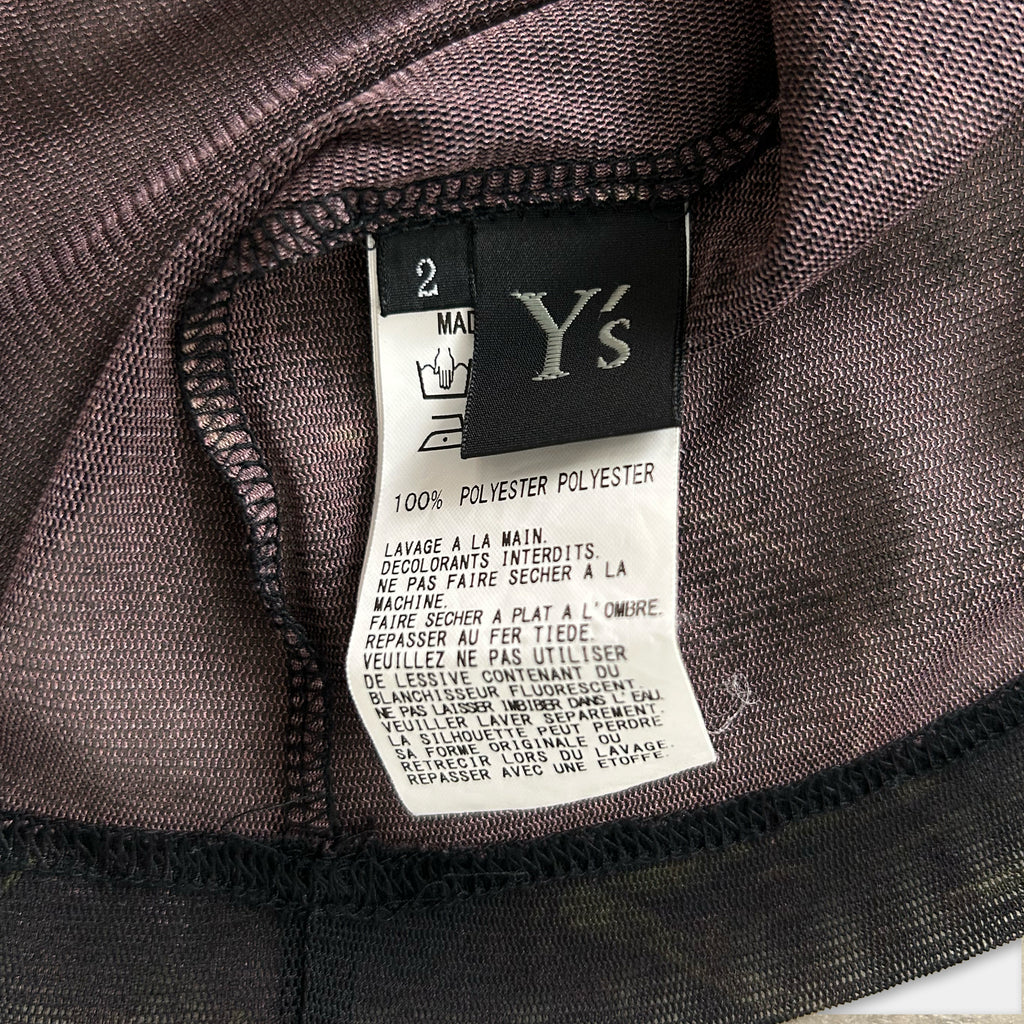 2
Y's
MAD
100% POLYESTER POLYESTER
LAVAGE A LA MAIN.
DECOLORANTS INTERDITS.
NE PAS FAIRE SECHER A LA
MACHINE.
FAIRE SECHER A PLAT A L'OMBRE.
REPASSER AU FER TIEDE.
VEUILLEZ NE PAS UTILISER
DE LESSIVE CONTENANT DU
BLANCHISSEUR FLUORESCENT.
NE PAS LAISSER IMBIBER DANS L'EAU.
VEUILLER LAVER SEPAREMENT.
LA SILHOUETTE PEUT PERDRE
SA FORME ORIGINALE OU
RETRECIR LORS DU LAVAGE.
REPASSER AVEC UNE ETOFFE.